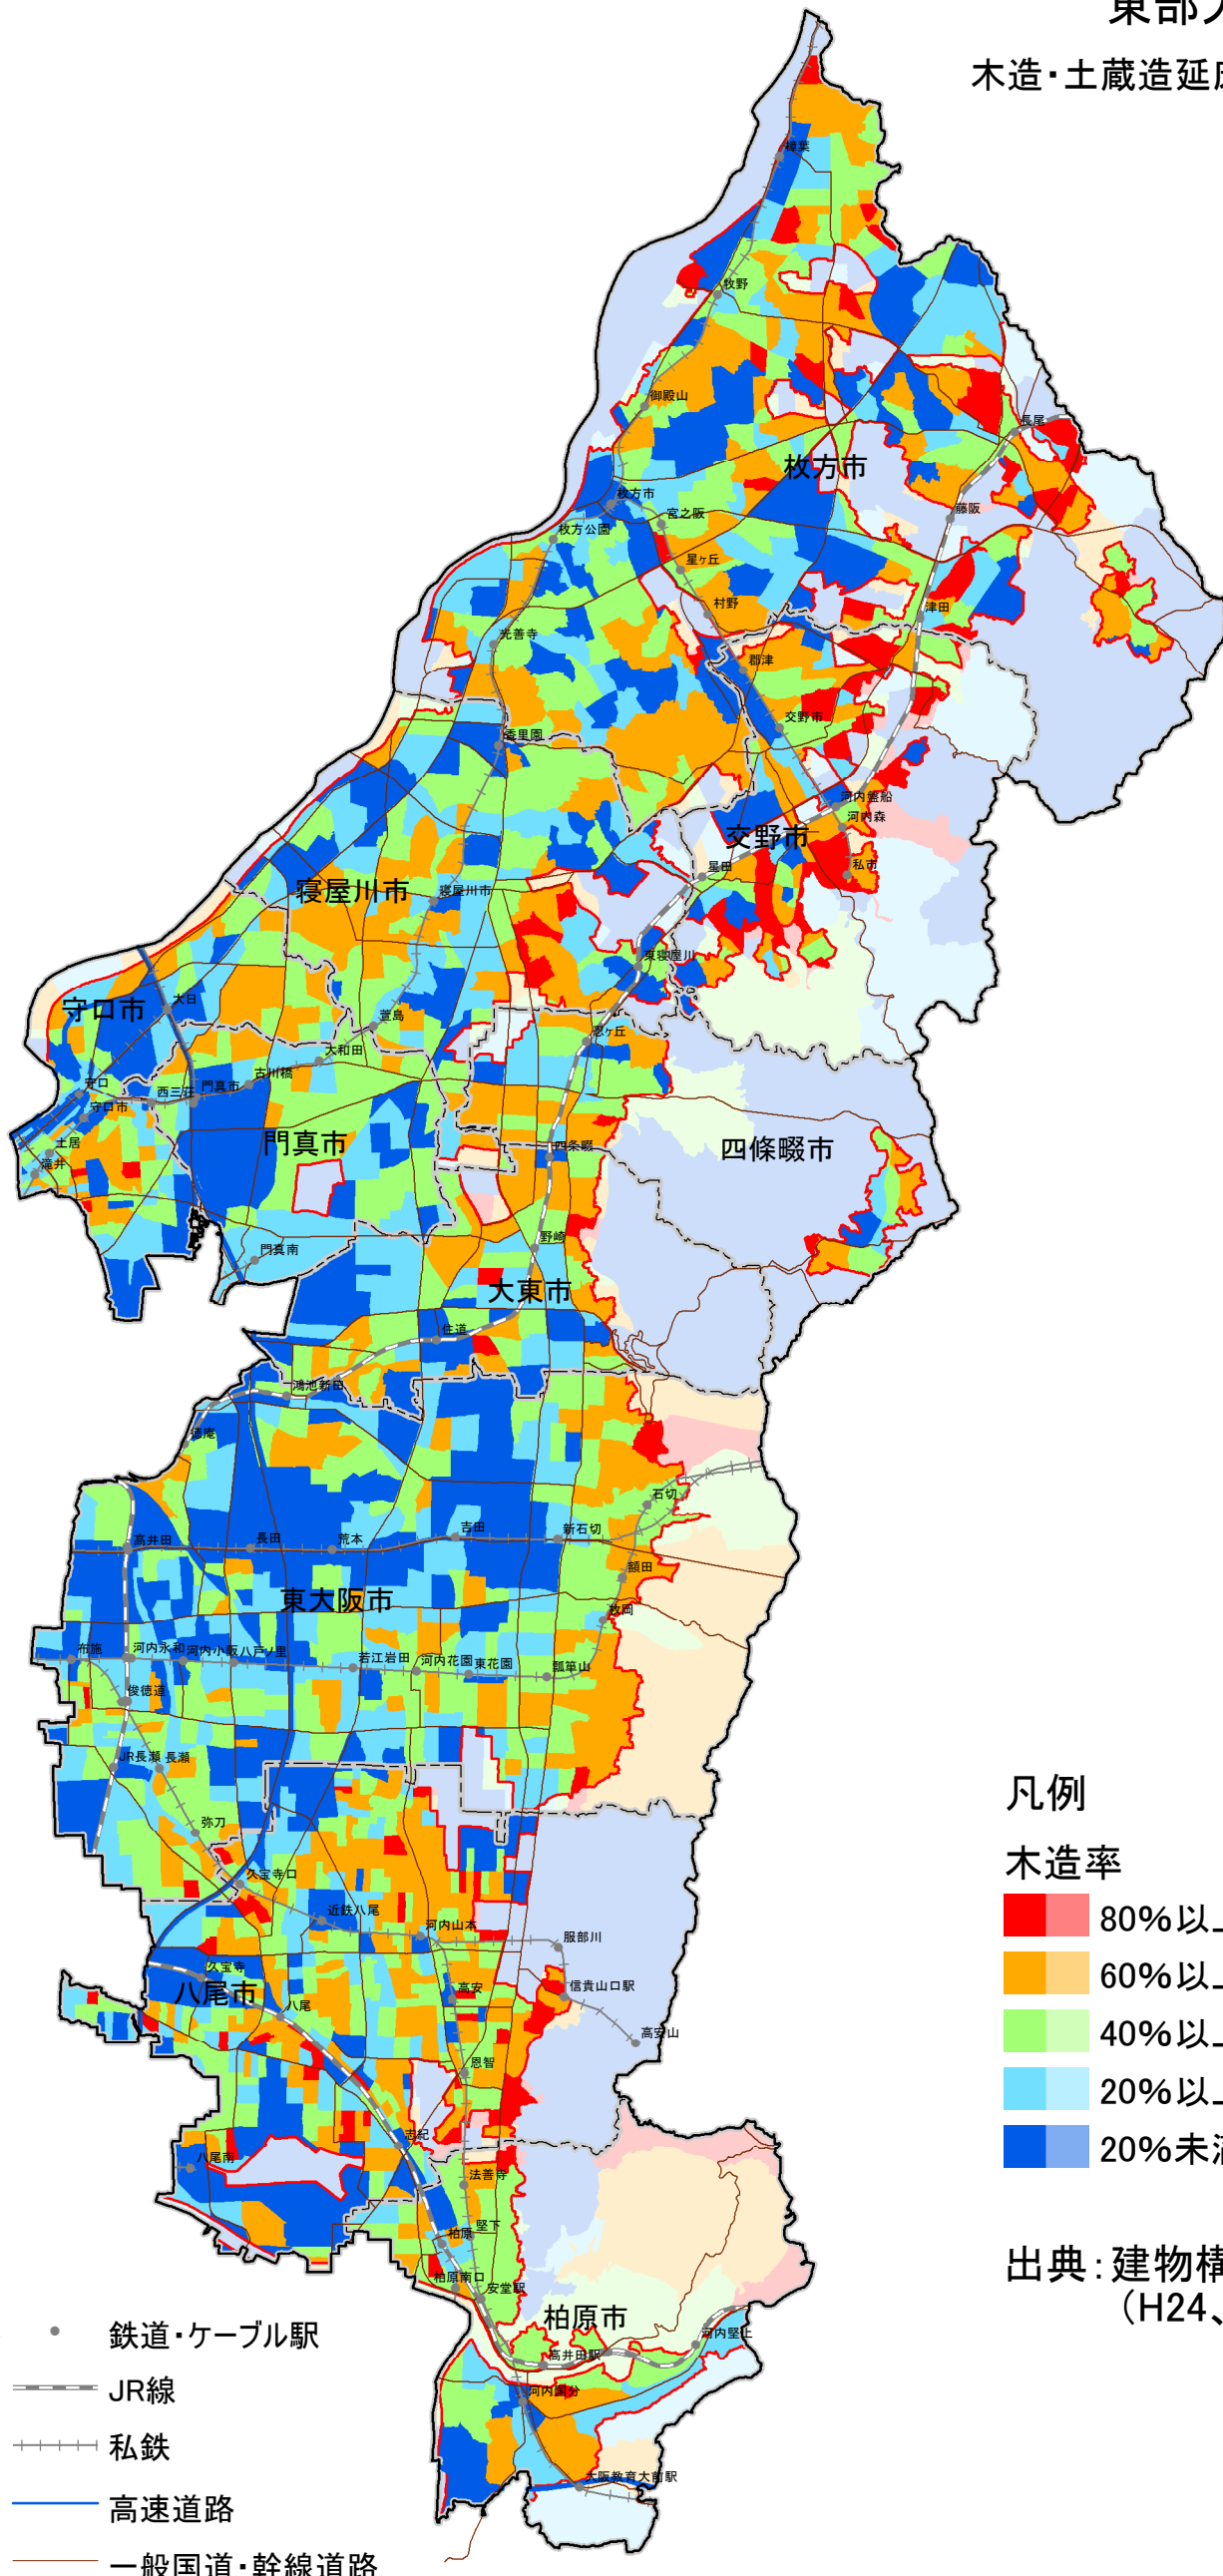 東部大
木造・土蔵造延床
樟葉
牧野
御殿山
長尾
枚方市
枚方市
宮之阪
藤阪
枚方公園
星ヶ丘
村野
津田
光善寺
郡津
交野市
香里園
河内磐船
河内森
交野市
私市
星田
寝屋川市
寝屋川市
東寝屋川
守口市
大日
萱島
忍ヶ丘
大和田
古川橋
門真市
西三荘
守口
守口市
門真市
土居
滝井
四条畷
四條畷市
野崎
門真南
大東市
住道
鴻池新田
徳庵
石切
高井田
長田
荒本
吉田
新石切
額田
東大阪市
枚岡
布施
河内永和
河内小阪
八戸ノ里
若江岩田
河内花園
東花園
瓢箪山
俊徳道
JR長瀬
長瀬
弥刀
久宝寺口
近鉄八尾
河内山本
服部川
久宝寺
八尾市
八尾
高安
信貴山口駅
高安山
恩智
志紀
八尾南
法善寺
堅下
柏原
柏原南口
安堂駅
柏原市
河内堅上
高井田駅
河内国分
大阪教育大前駅
凡例
木造率
80%以上
60%以上
40%以上
20%以上
20%未満
出典：建物構
（H24、
鉄道・ケーブル駅
JR線
私鉄
高速道路
一般国道・幹線道路